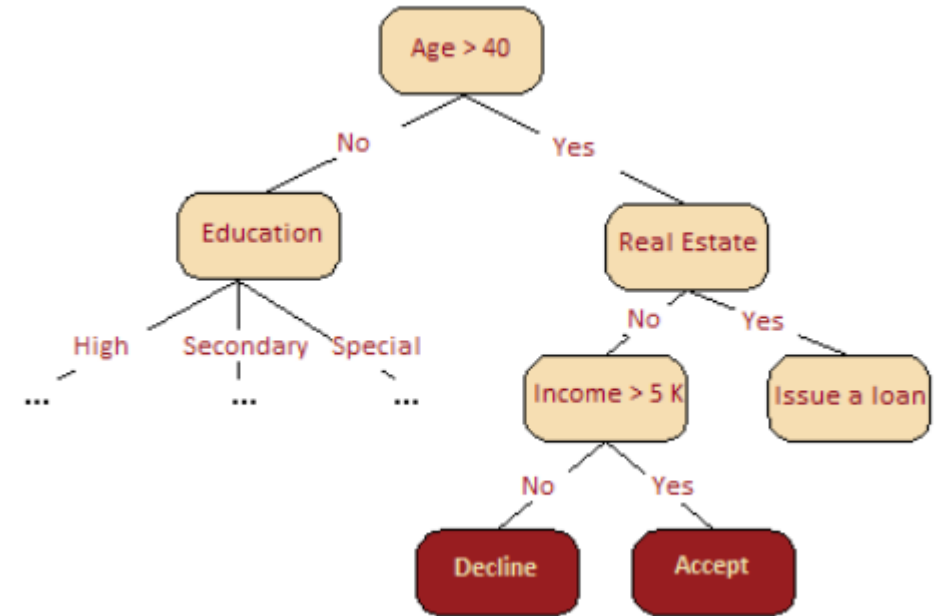 Age > 40
No
Yes
Education
Real Estate
High
Secondary
Special
No
Yes
...
...
...
Income > 5 K
Issue a loan
No
Yes
Decline
Accept